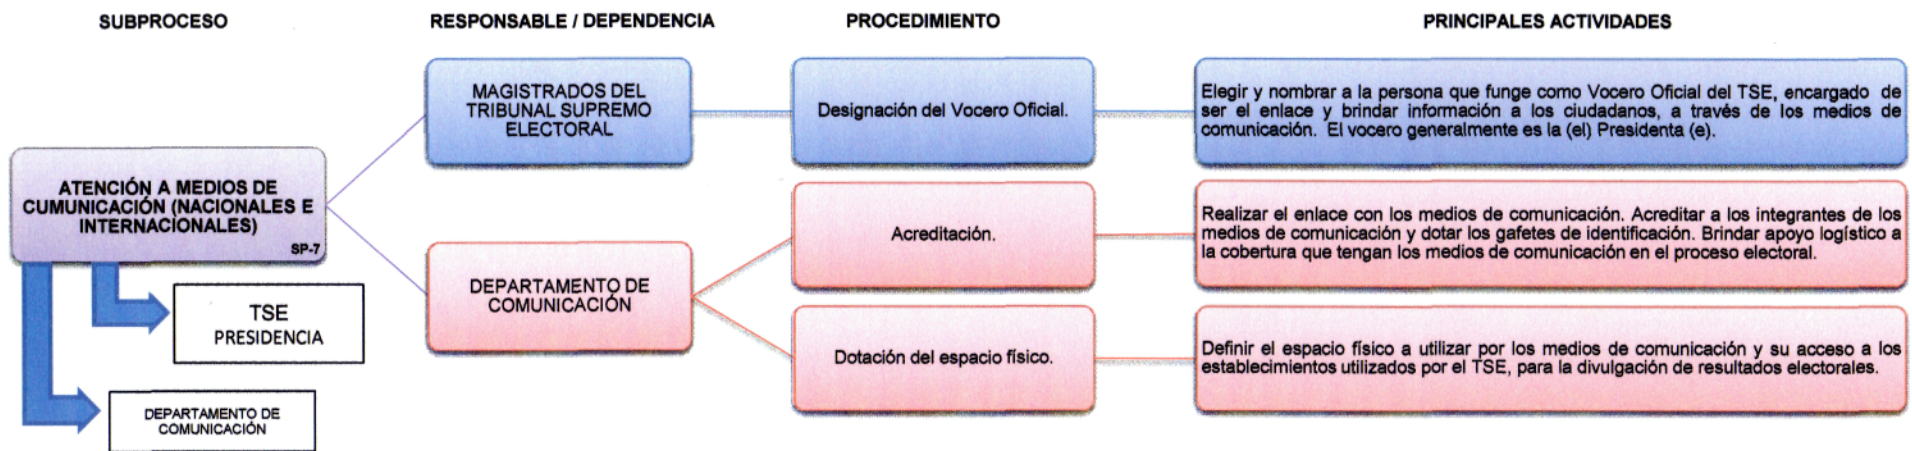 SUBPROCESO
RESPONSABLE / DEPENDENCIA
PROCEDIMIENTO
PRINCIPALES ACTIVIDADES
ATENCIÓN A MEDIOS DE
CUMUNICACIÓN (NACIONALES E
INTERNACIONALES)
SP-7
TSE
PRESIDENCIA
DEPARTAMENTO DE
COMUNICACIÓN
MAGISTRADOS DEL
TRIBUNAL SUPREMO
ELECTORAL
Designación del Vocero Oficial.
Elegir y nombrar a la persona que funge como Vocero Oficial del TSE, encargado de
ser el enlace y brindar información a los ciudadanos, a través de los medios de
comunicación. El vocero generalmente es la (el) Presidenta (e).
DEPARTAMENTO DE
COMUNICACIÓN
Acreditación.
Realizar el enlace con los medios de comunicación. Acreditar a los integrantes de los
medios de comunicación y dotar los gafetes de identificación. Brindar apoyo logístico a
la cobertura que tengan los medios de comunicación en el proceso electoral.
Dotación del espacio físico.
Definir el espacio físico a utilizar por los medios de comunicación y su acceso a los
establecimientos utilizados por el TSE, para la divulgación de resultados electorales.